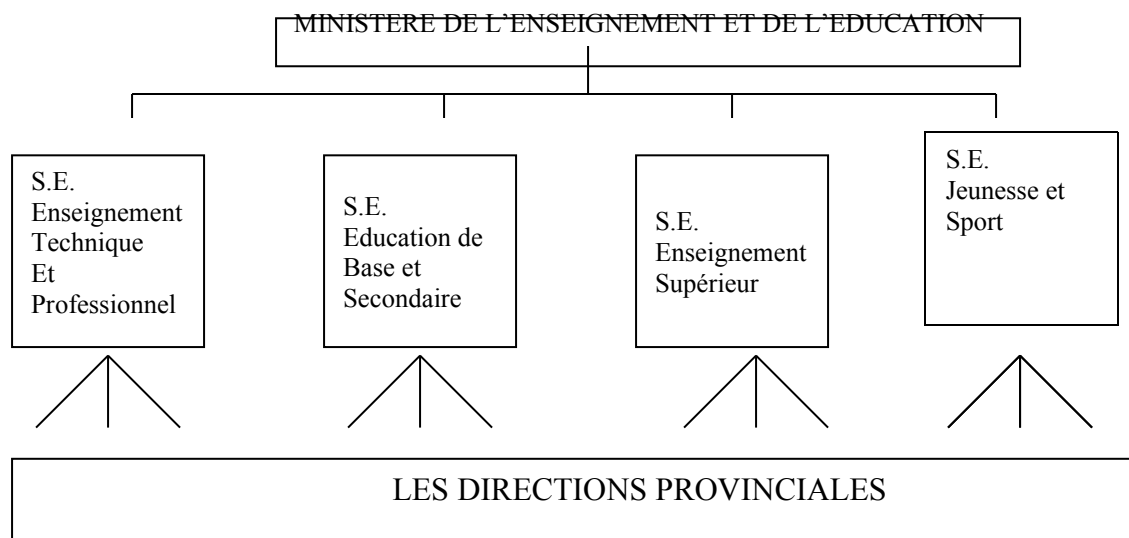 MINISTERE DE L’ENSEIGNEMENT ET DE L’EDUCATION
S.E.
Enseignement
Technique
Et
Professionnel
S.E.
Education de
Base et
Secondaire
S.E.
Enseignement
Supérieur
S.E.
Jeunesse et
Sport
LES DIRECTIONS PROVINCIALES